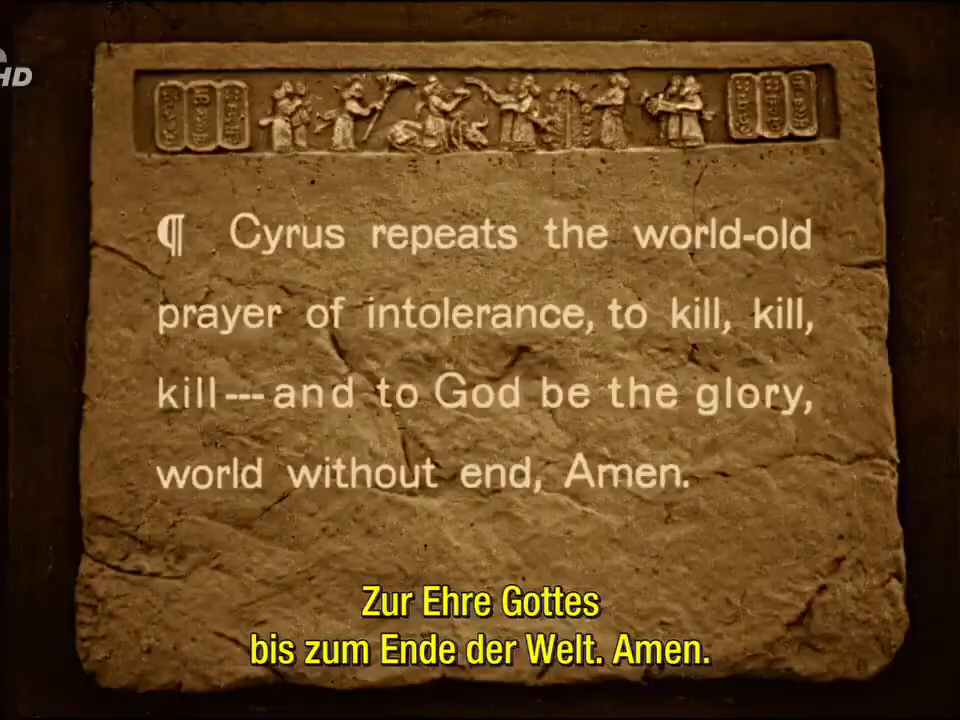 HD
¶ Cyrus repeats the world-old
prayer of intolerance, to kill, kill,
kill---and to God be the glory,
world without end, Amen.
Zur Ehre Gottes
bis zum Ende der Welt. Amen.